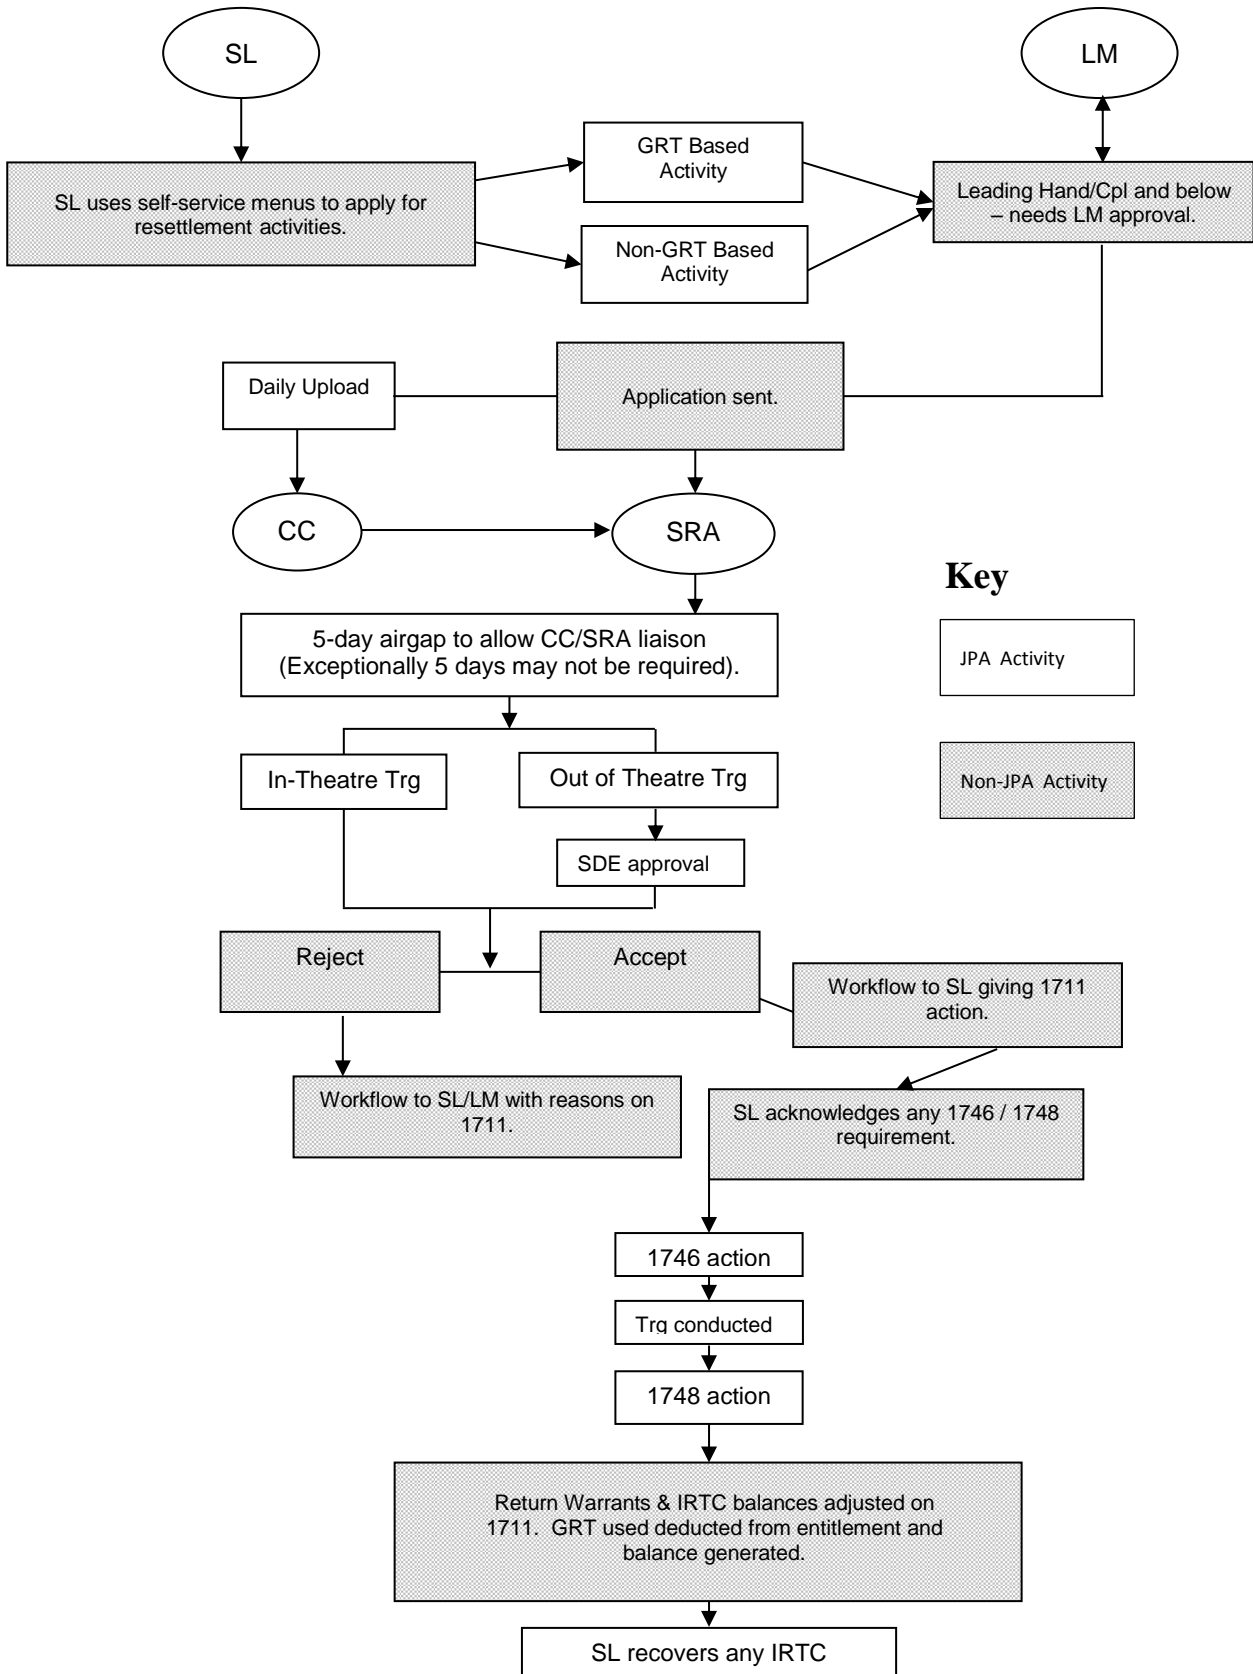 SL
LM
GRT Based
Activity
SL uses self-service menus to apply for
resettlement activities.
Leading Hand/Cpl and below
– needs LM approval.
Non-GRT Based
Activity
Daily Upload
Application sent.
CC
SRA
Key
5-day airgap to allow CC/SRA liaison
(Exceptionally 5 days may not be required).
JPA Activity
In-Theatre Trg
Out of Theatre Trg
Non-JPA Activity
SDE approval
Reject
Accept
Workflow to SL giving 1711
action.
Workflow to SL/LM with reasons on
1711.
SL acknowledges any 1746 / 1748
requirement.
1746 action
Trg conducted
1748 action
Return Warrants & IRTC balances adjusted on
1711. GRT used deducted from entitlement and
balance generated.
SL recovers any IRTC